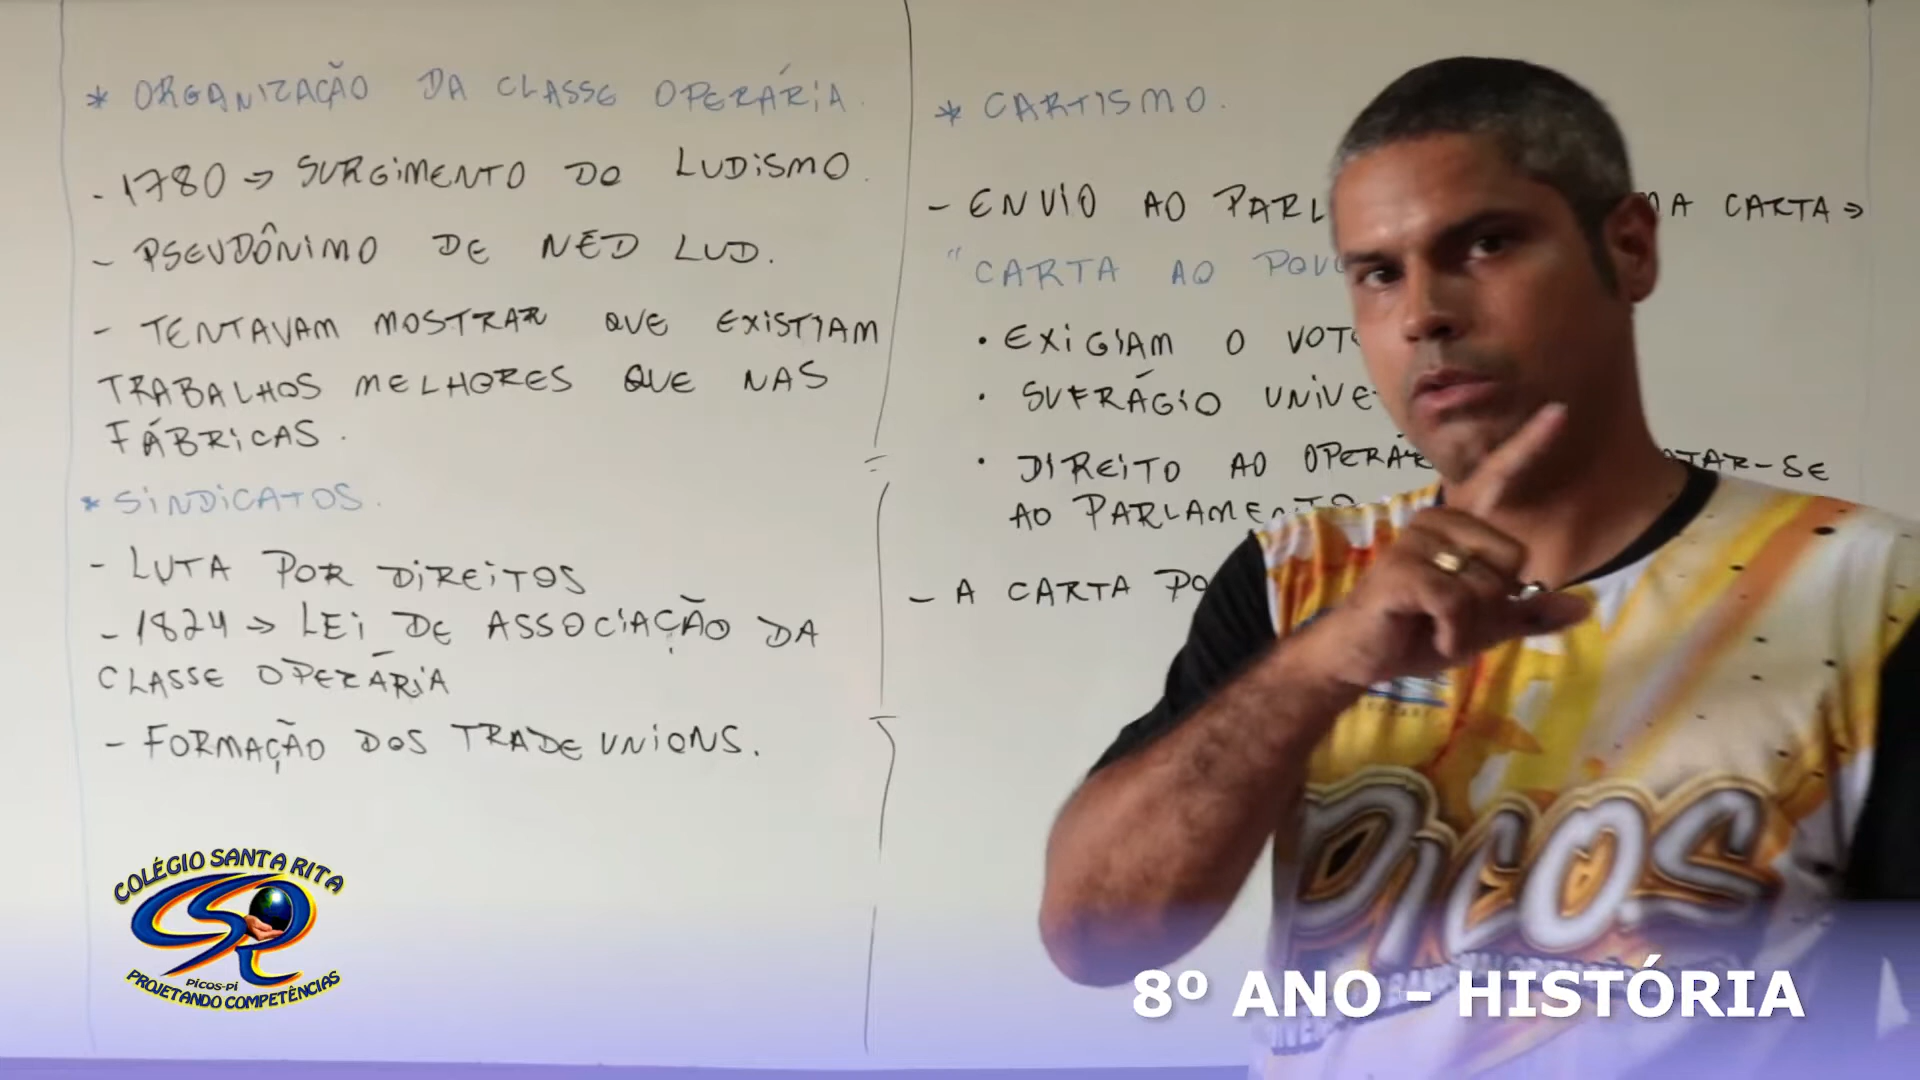 * ORGANIZAÇÃO DA CLASSE OPERÁRIA.
- 1780 => SURGIMENTO DO LUDISMO.
- PSEUDÔNIMO DE NED LUD.
- TENTAVAM MOSTRAR QUE EXISTIAM
TRABALHOS MELHORES QUE NAS
FÁBRICAS.
* SINDICATOS.
- LUTA POR DIREITOS
- 1824 -> LEI DE ASSOCIAÇÃO DA
CLASSE OPERÁRIA
- FORMAÇÃO DOS TRADE UNIONS.
* CARTISMO.
- ENVIO AO CARTA =>
"CARTA AO
• EXIGIAM O
• SUFRÁGIO
• DIREITO AO
AO PARLAMENTO
- A CARTA
PICOS
COLÉGIO SANTA RITA
PICOS-PI
PROJETANDO COMPETÊNCIAS
8º ANO - HISTÓRIA